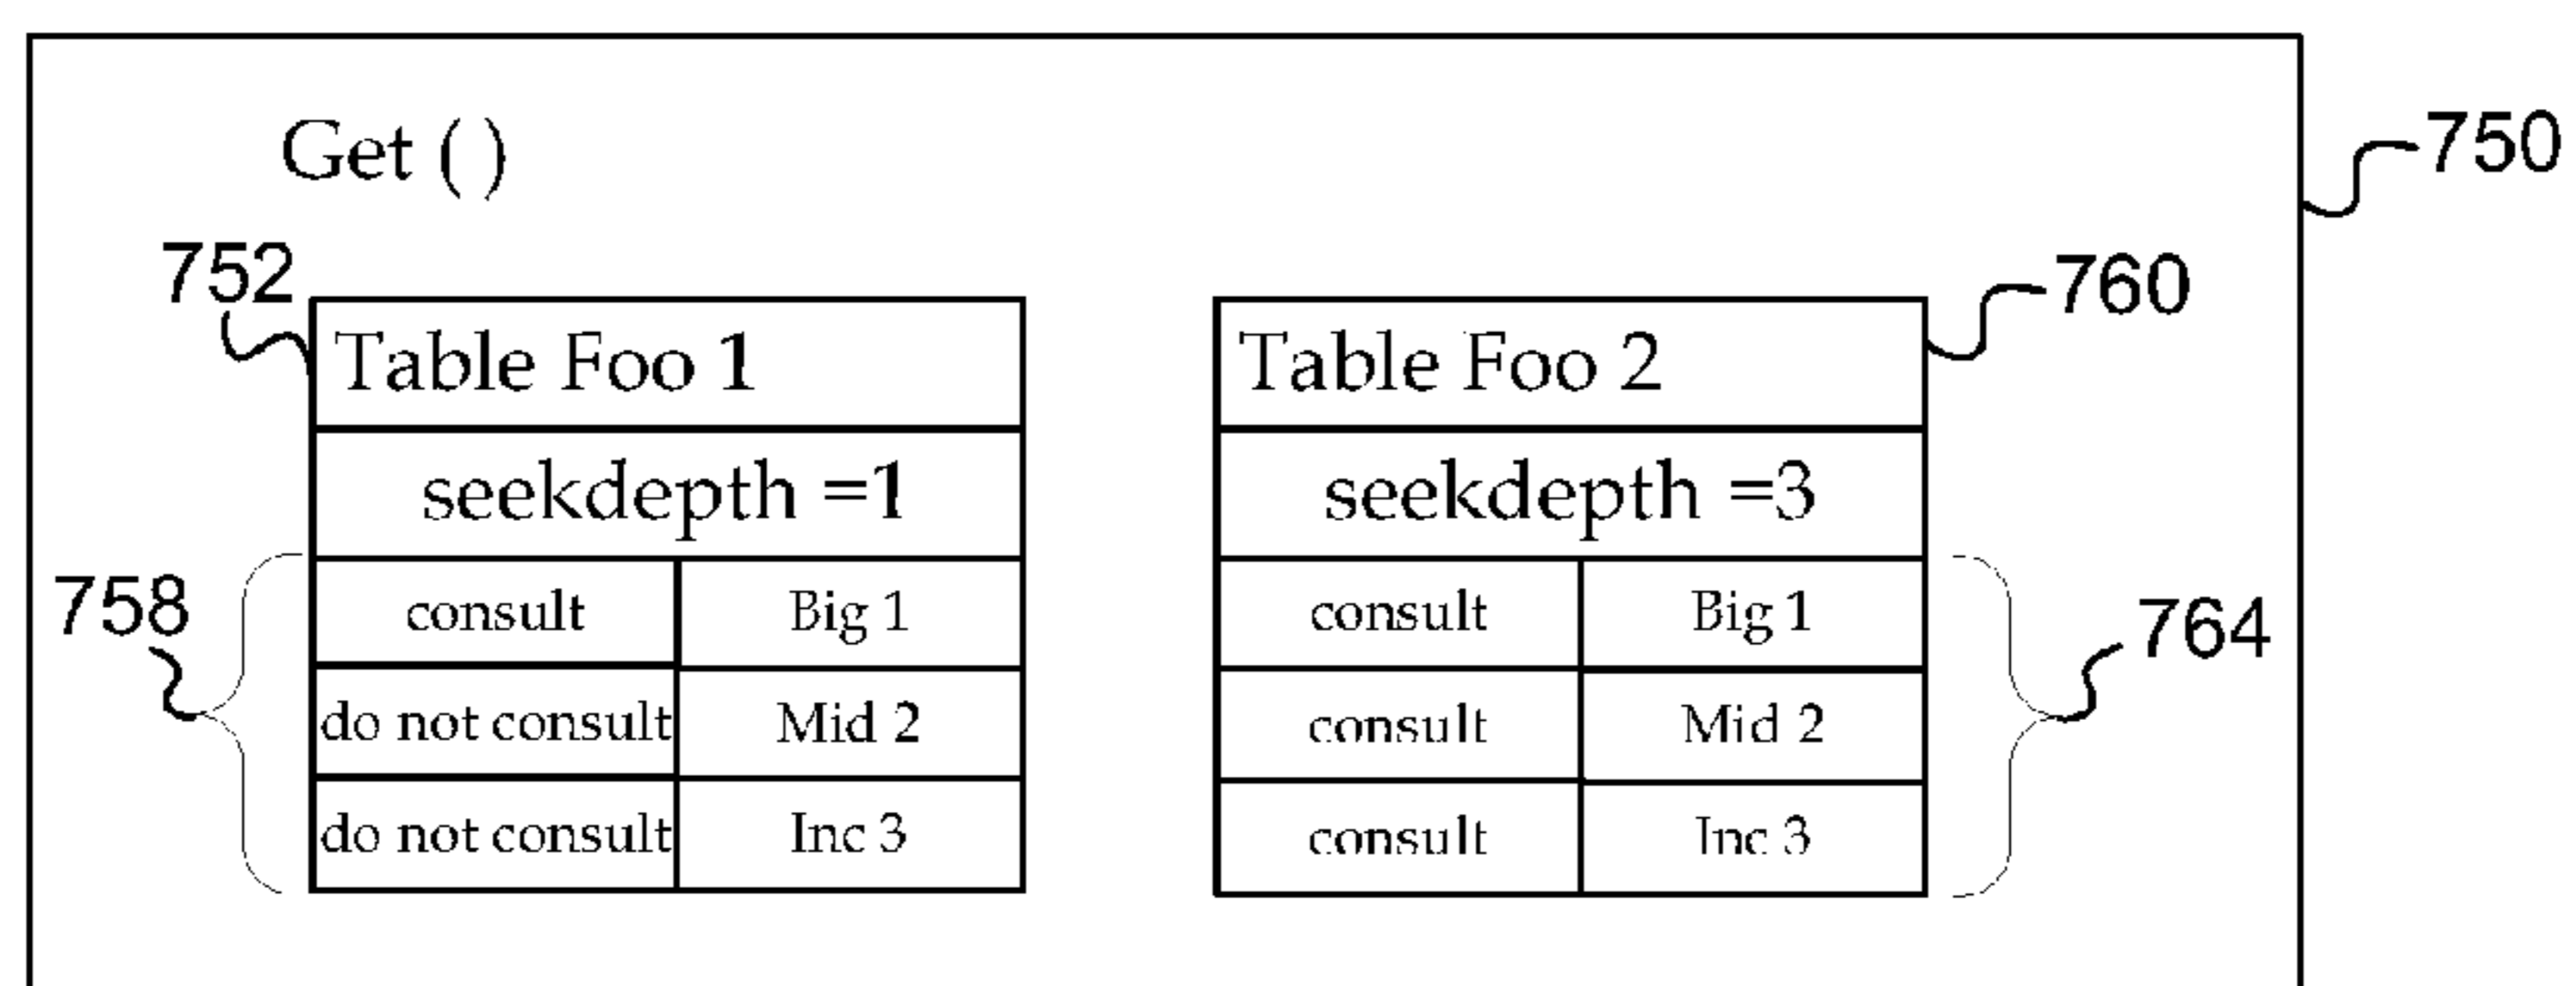 Get ( )
750
752
760
Table Foo 1
Table Foo 2
seekdepth =1
seekdepth =3
758
consult Big 1
consult Big 1
764
do not consult Mid 2
consult Mid 2
do not consult Inc 3
consult Inc 3